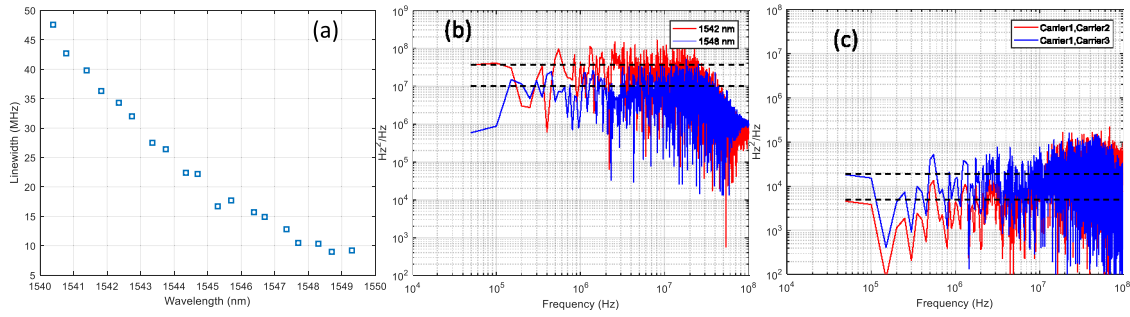 (a)
50
45
40
35
30
25
20
15
10
5
Linewidth (MHz)
1540 1541 1542 1543 1544 1545 1546 1547 1548 1549 1550
Wavelength (nm)
(b)
1542 nm
1548 nm
10^9
10^8
10^7
10^6
10^5
10^4
10^3
10^2
Hz^2/Hz
10^4 10^5 10^6 10^7 10^8
Frequency (Hz)
(c)
Carrier1,Carrier2
Carrier1,Carrier3
10^9
10^8
10^7
10^6
10^5
10^4
10^3
10^2
Hz^2/Hz
10^4 10^5 10^6 10^7 10^8
Frequency (Hz)